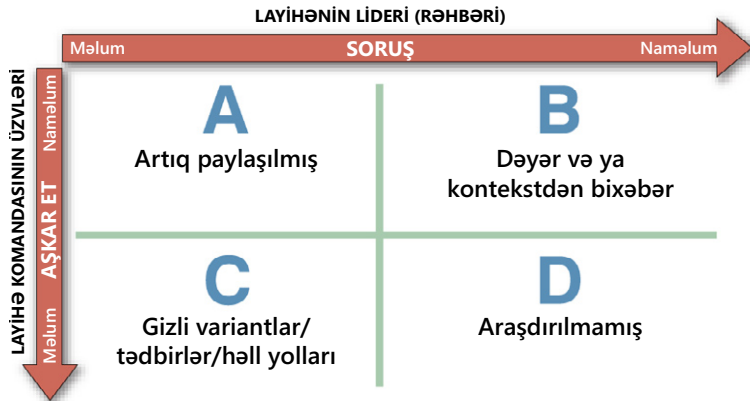 LAYİHƏNİN LİDERİ (RƏHBƏRİ)
Məlum SORUŞ Naməlum
LAYİHƏ KOMANDASININ ÜZVLƏRİ
Naməlum
AŞKAR ET
Məlum
A
Artıq paylaşılmış
B
Dəyər və ya
kontekstdən bixəbər
C
Gizli variantlar/
tədbirlər/həll yolları
D
Araşdırılmamış